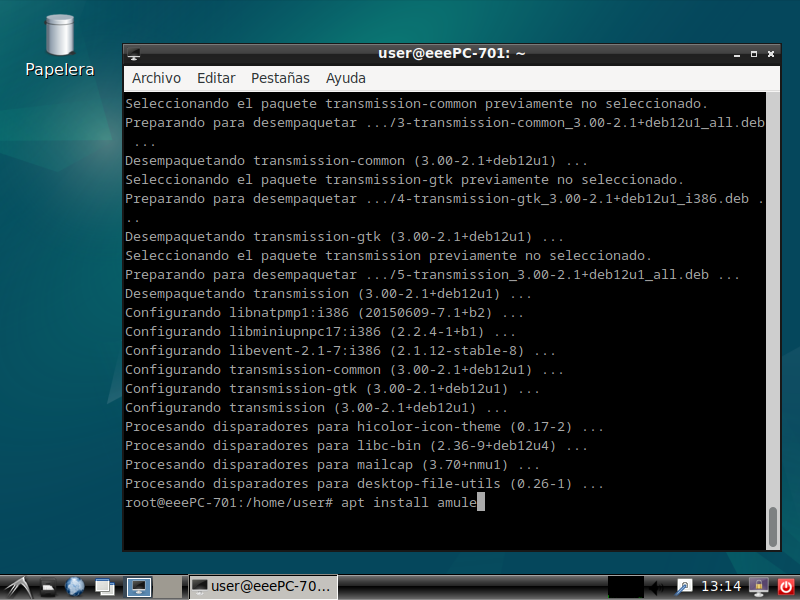 Papelera
user@eeePC-701: ~
Archivo Editar Pestañas Ayuda
Seleccionando el paquete transmission-common previamente no seleccionado.
Preparando para desempaquetar .../3-transmission-common_3.00-2.1+deb12u1_all.deb
...
Desempaquetando transmission-common (3.00-2.1+deb12u1) ...
Seleccionando el paquete transmission-gtk previamente no seleccionado.
Preparando para desempaquetar .../4-transmission-gtk_3.00-2.1+deb12u1_i386.deb .
..
Desempaquetando transmission-gtk (3.00-2.1+deb12u1) ...
Seleccionando el paquete transmission previamente no seleccionado.
Preparando para desempaquetar .../5-transmission_3.00-2.1+deb12u1_all.deb ...
Desempaquetando transmission (3.00-2.1+deb12u1) ...
Configurando libnatpmp1:i386 (20150609-7.1+b2) ...
Configurando libminiupnpc17:i386 (2.2.4-1+b1) ...
Configurando libevent-2.1-7:i386 (2.1.12-stable-8) ...
Configurando transmission-common (3.00-2.1+deb12u1) ...
Configurando transmission-gtk (3.00-2.1+deb12u1) ...
Configurando transmission (3.00-2.1+deb12u1) ...
Procesando disparadores para hicolor-icon-theme (0.17-2) ...
Procesando disparadores para libc-bin (2.36-9+deb12u4) ...
Procesando disparadores para mailcap (3.70+nmu1) ...
Procesando disparadores para desktop-file-utils (0.26-1) ...
root@eeePC-701:/home/user# apt install amule
user@eeePC-70... 13:14